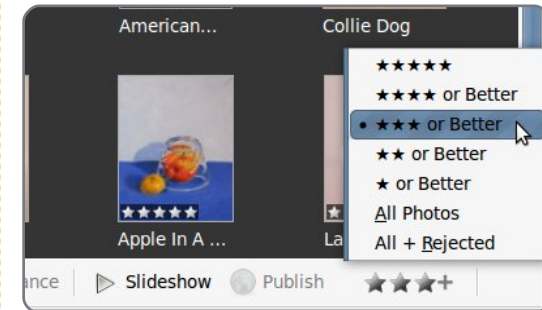 American...
Collie Dog
★★★★★
★★★★ or Better
• ★★★ or Better
★★ or Better
★ or Better
All Photos
All + Rejected
★★★★★
★
Apple In A ...
La
ance
Slideshow
Publish
★★★+